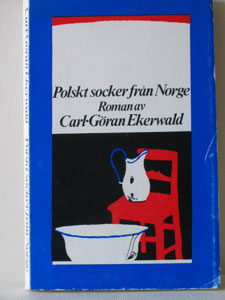 Polskt socker från Norge
Roman av
Carl-Göran Ekerwald